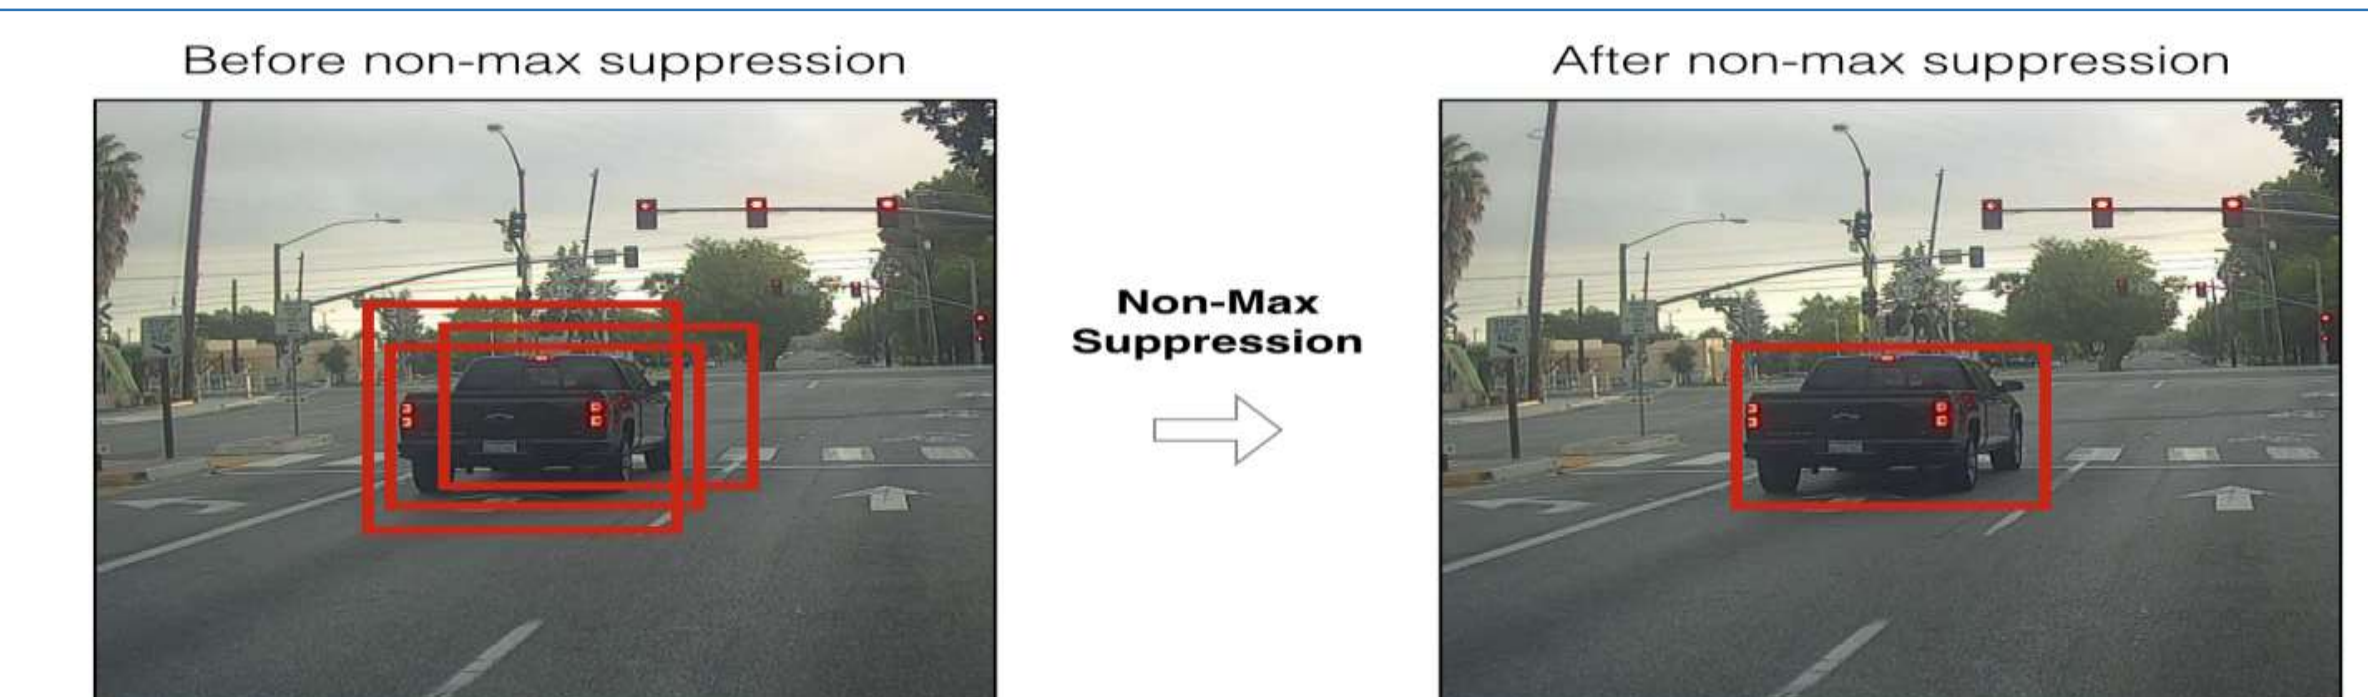 Before non-max suppression
After non-max suppression
Non-Max
Suppression